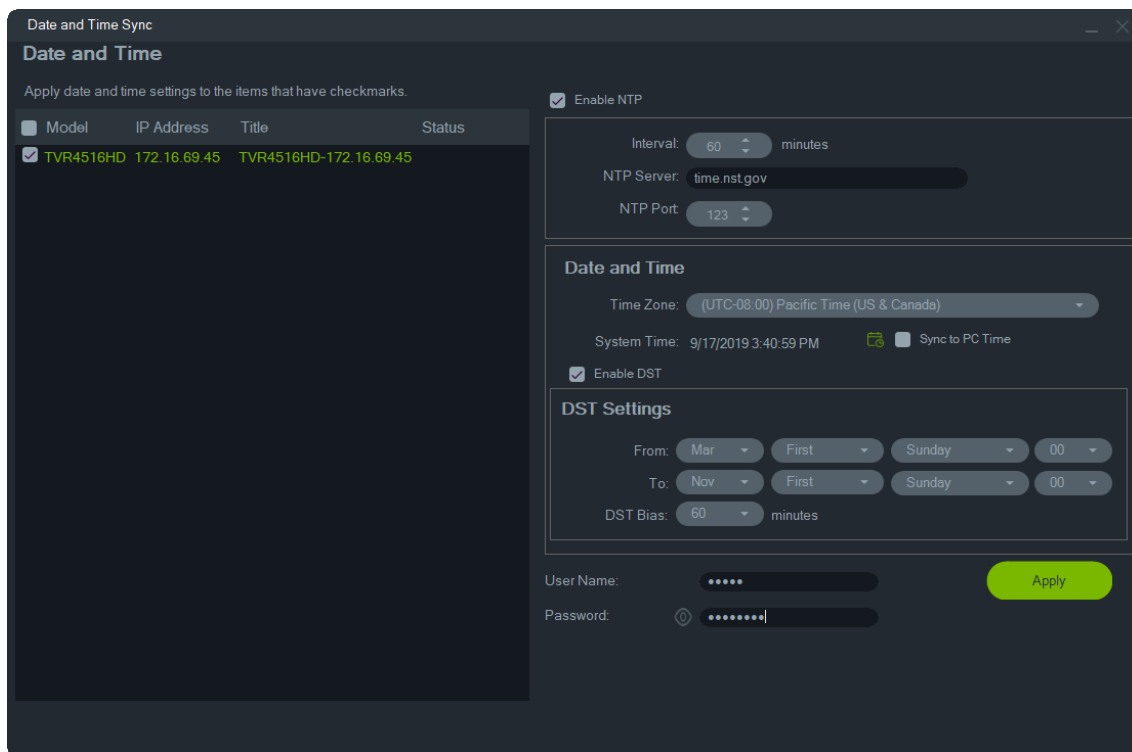 Date and Time Sync
Date and Time
Apply date and time settings to the items that have checkmarks.
Model IP Address Title Status
TVR4516HD 172.16.69.45 TVR4516HD-172.16.69.45
Enable NTP
Interval: 60 minutes
NTP Server: time.nst.gov
NTP Port: 123
Date and Time
Time Zone: (UTC-08:00) Pacific Time (US & Canada)
System Time: 9/17/2019 3:40:59 PM Sync to PC Time
Enable DST
DST Settings
From: Mar First Sunday 00
To: Nov First Sunday 00
DST Bias: 60 minutes
User Name: •••••
Apply
Password: ••••••••